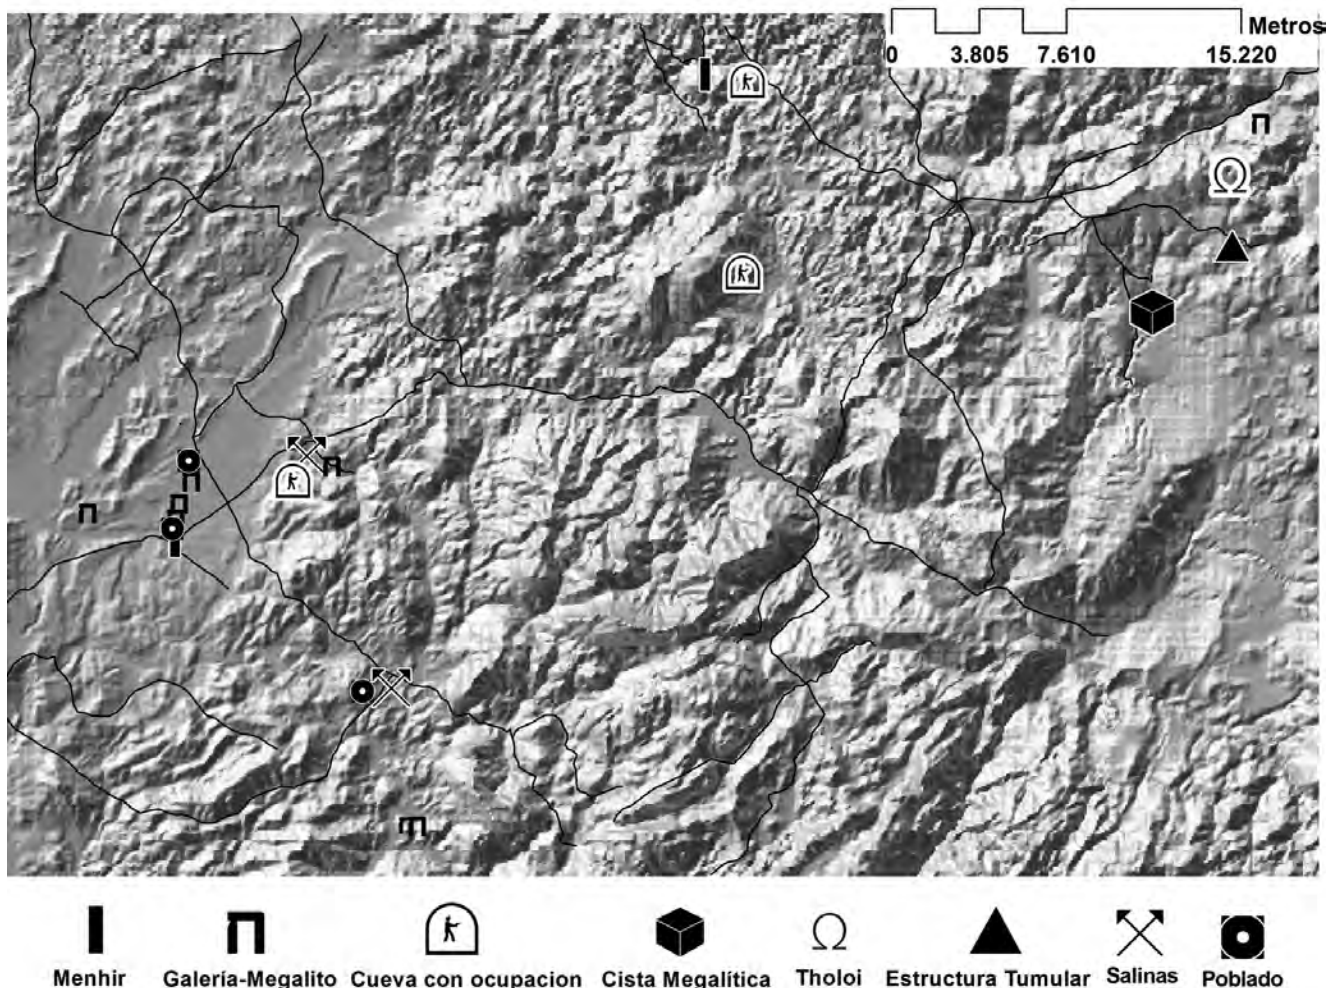 Metros
0 3.805 7.610 15.220
Menhir Galería-Megalito Cueva con ocupacion Cista Megalítica Tholoi Estructura Tumular Salinas Poblado